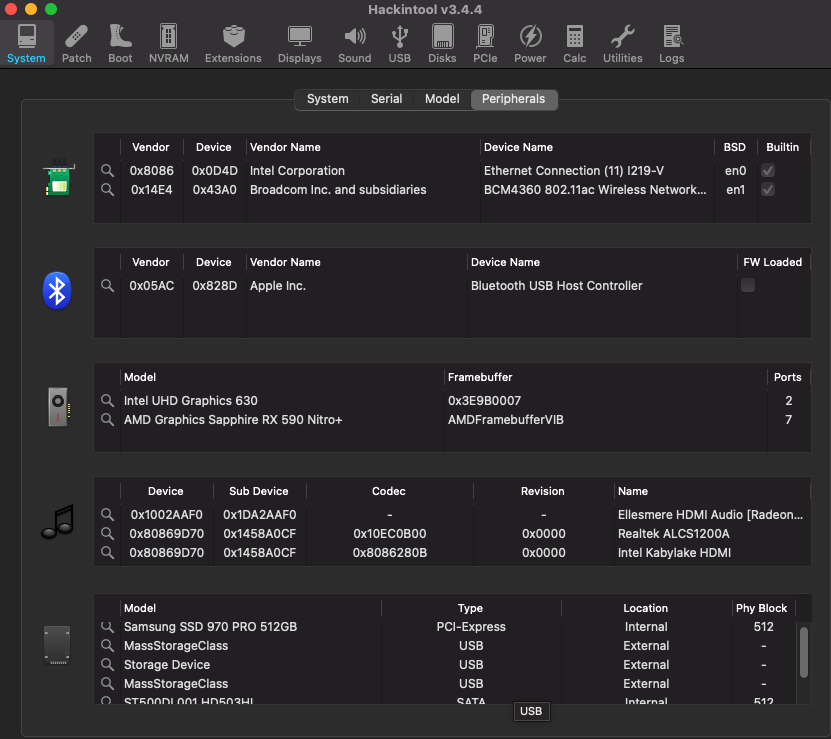 Hackintool v3.4.4
System Patch Boot NVRAM Extensions Displays Sound USB Disks PCIe Power Calc Utilities Logs
System Serial Model Peripherals
Vendor Device Vendor Name Device Name BSD Builtin
0x8086 0x0D4D Intel Corporation Ethernet Connection (11) I219-V en0
0x14E4 0x43A0 Broadcom Inc. and subsidiaries BCM4360 802.11ac Wireless Network... en1
Vendor Device Vendor Name Device Name FW Loaded
0x05AC 0x828D Apple Inc. Bluetooth USB Host Controller
Model Framebuffer Ports
Intel UHD Graphics 630 0x3E9B0007 2
AMD Graphics Sapphire RX 590 Nitro+ AMDFramebufferVIB 7
Device Sub Device Codec Revision Name
0x1002AAF0 0x1DA2AAF0 - - Ellesmere HDMI Audio [Radeon...
0x80869D70 0x1458A0CF 0x10EC0B00 0x0000 Realtek ALCS1200A
0x80869D70 0x1458A0CF 0x8086280B 0x0000 Intel Kabylake HDMI
Model Type Location Phy Block
Samsung SSD 970 PRO 512GB PCI-Express Internal 512
MassStorageClass USB External -
Storage Device USB External -
MassStorageClass USB External -
ST500DL001 HD503HI SATA Internal 512
USB